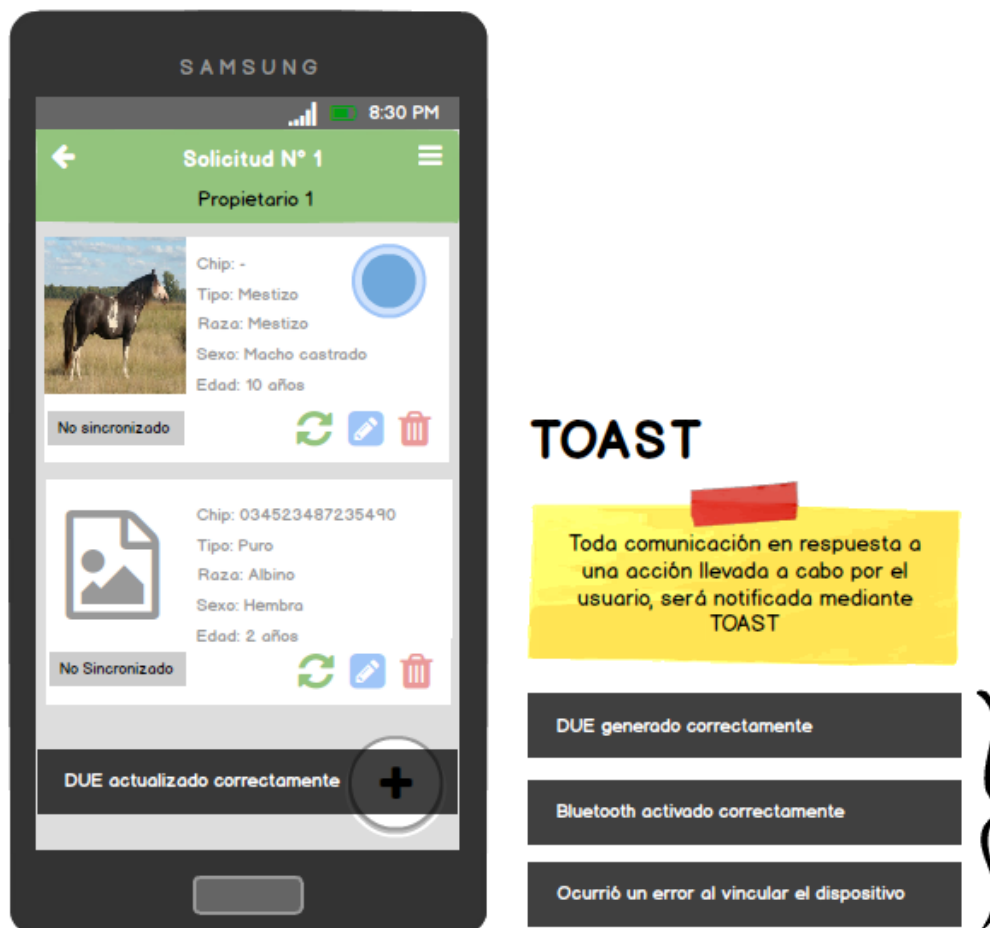 SAMSUNG
8:30 PM
Solicitud N° 1
Propietario 1
Chip: -
Tipo: Mestizo
Raza: Mestizo
Sexo: Macho castrado
Edad: 10 años
No sincronizado
Chip: 034523487235490
Tipo: Puro
Raza: Albino
Sexo: Hembra
Edad: 2 años
No Sincronizado
DUE actualizado correctamente
TOAST
Toda comunicación en respuesta a
una acción llevada a cabo por el
usuario, será notificada mediante
TOAST
DUE generado correctamente
Bluetooth activado correctamente
Ocurrió un error al vincular el dispositivo